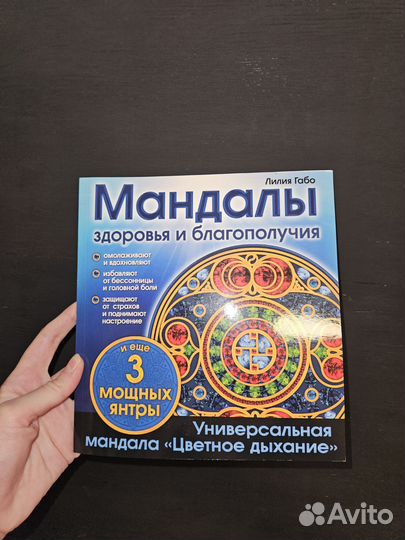 Лилия Габо
Мандалы
здоровья и благополучия
омолаживают
и вдохновляют
избавляют
от бессонницы
и головной боли
защищают
от страхов
и поднимают
настроение
и еще
3
мощных
янтры
Универсальная
мандала «Цветное дыхание»
Avito